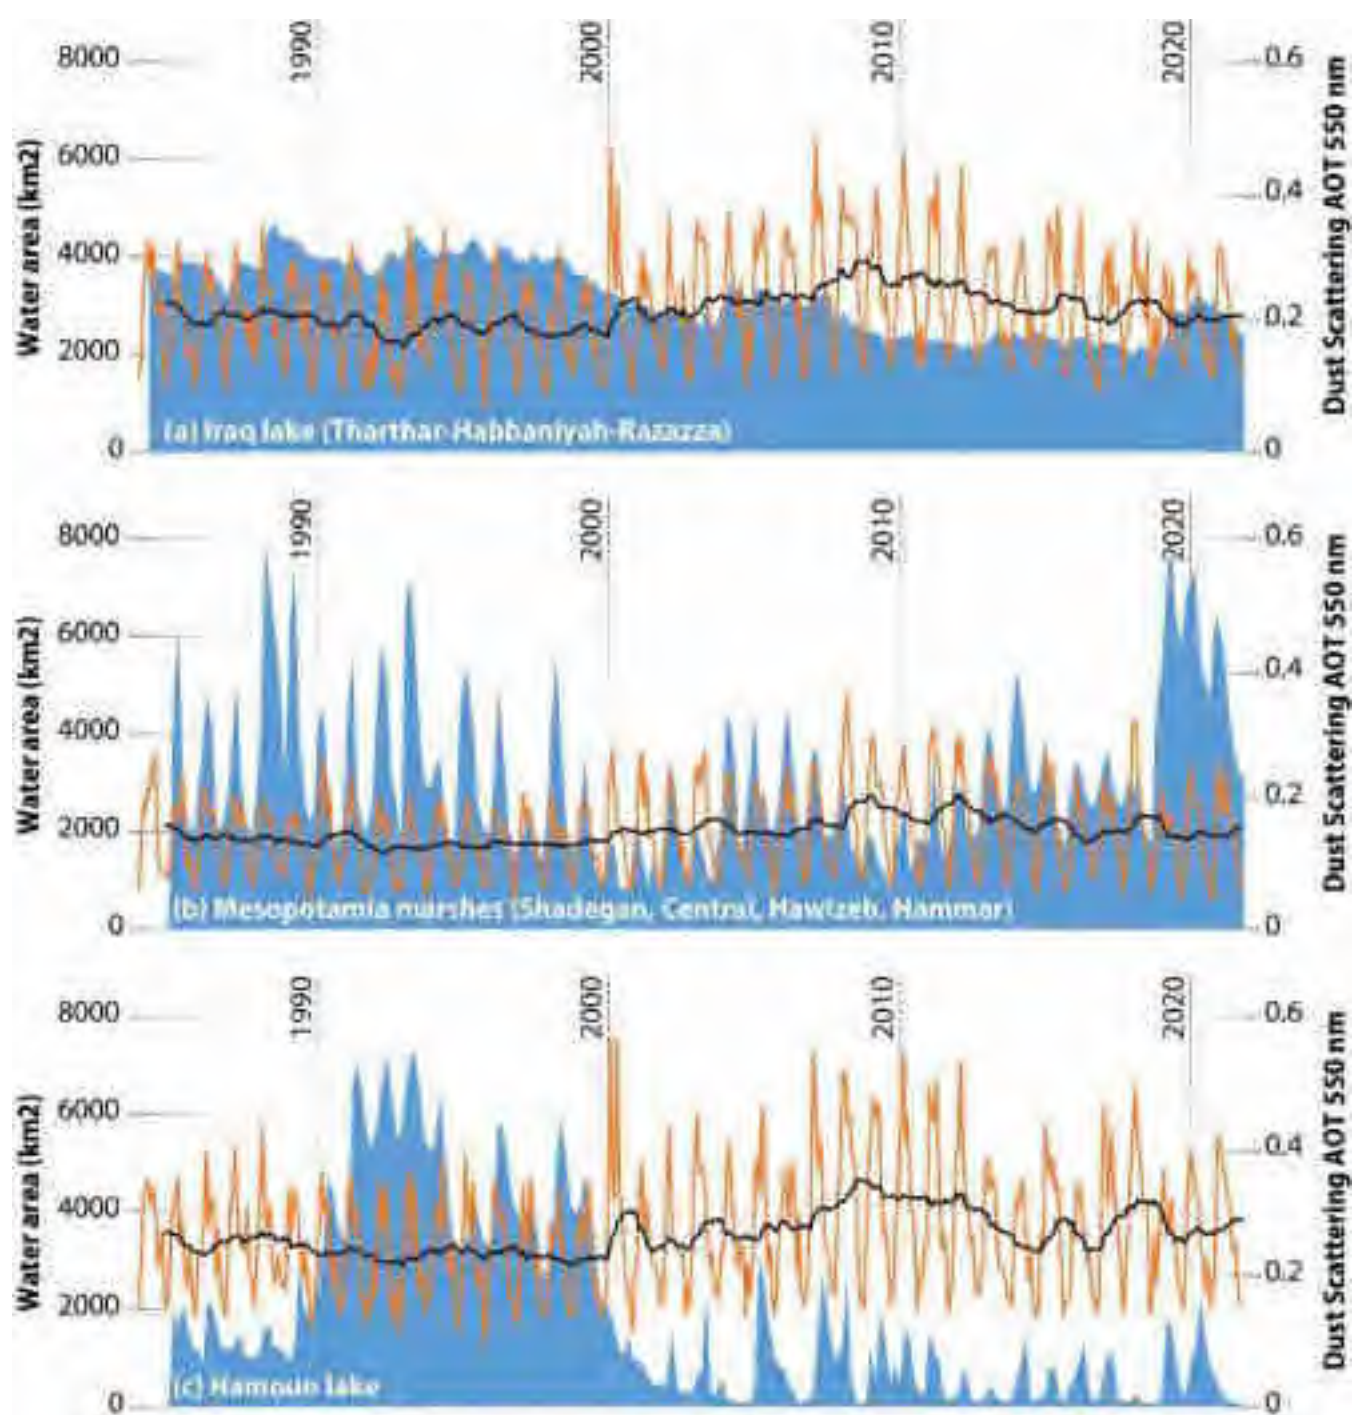 1990 2000 2010 2020
8000 0.6
6000
0.4
4000
0.2
2000
0 0
Water area (km2)
Dust Scattering AOT 550 nm
(a) Iraq lake (Tharthar-Habbaniyah-Razazza)
1990 2000 2010 2020
8000 0.6
6000
0.4
4000
0.2
2000
0 0
Water area (km2)
Dust Scattering AOT 550 nm
(b) Mesopotamia marshes (Shadegan, Central, Hawizeh, Hammar)
1990 2000 2010 2020
8000 0.6
6000
0.4
4000
0.2
2000
0 0
Water area (km2)
Dust Scattering AOT 550 nm
(c) Hamoun lake